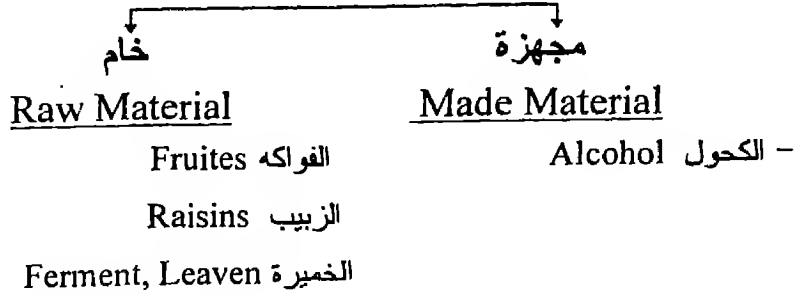 خام مجهزة
Raw Material Made Material
Fruites الفواكه - الكحول Alcohol
Raisins الزبيب
Ferment, Leaven الخميرة